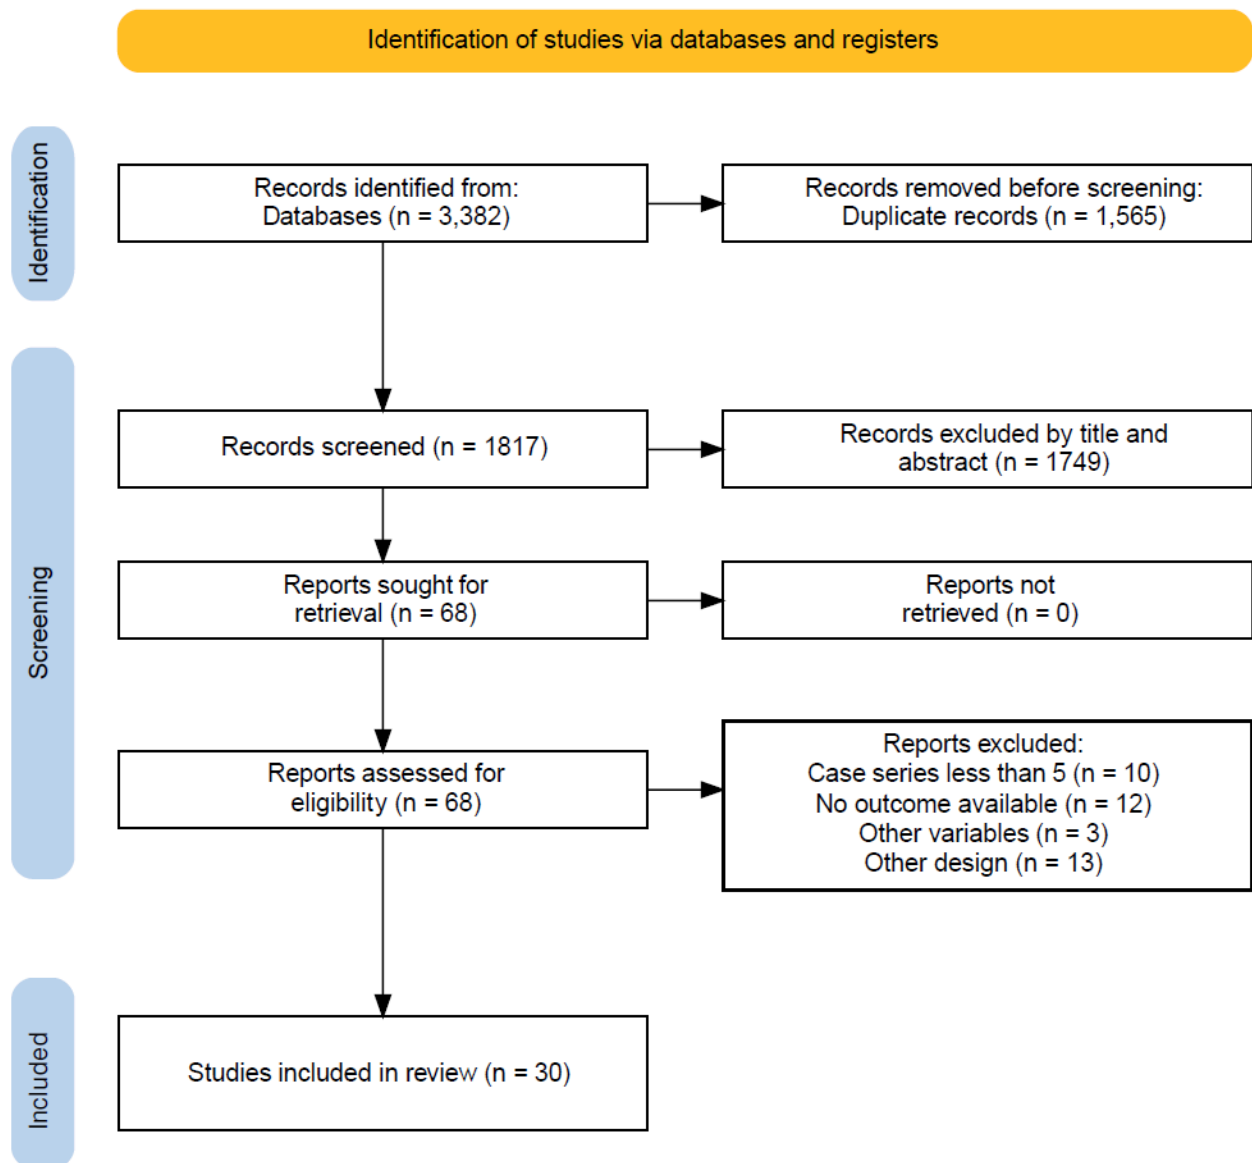 Identification of studies via databases and registers
Identification
Records identified from:
Databases (n = 3,382)
Records removed before screening:
Duplicate records (n = 1,565)
Screening
Records screened (n = 1817)
Records excluded by title and
abstract (n = 1749)
Reports sought for
retrieval (n = 68)
Reports not
retrieved (n = 0)
Reports assessed for
eligibility (n = 68)
Reports excluded:
Case series less than 5 (n = 10)
No outcome available (n = 12)
Other variables (n = 3)
Other design (n = 13)
Included
Studies included in review (n = 30)